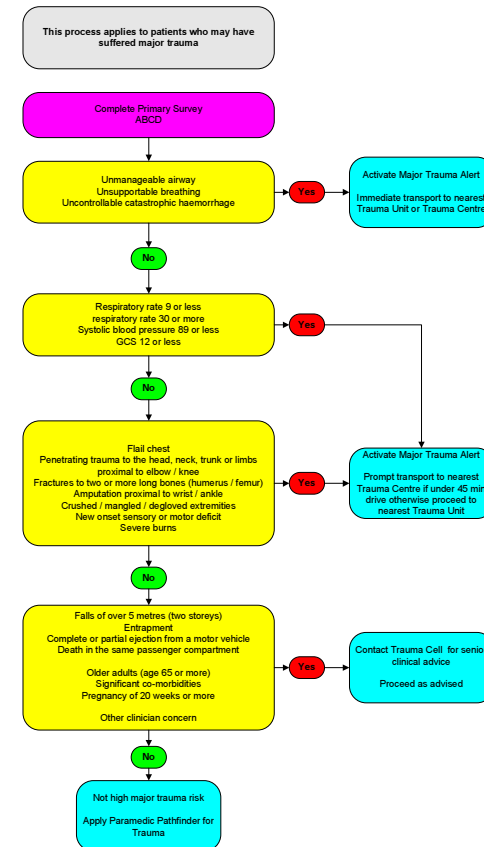 This process applies to patients who may have
suffered major trauma
Complete Primary Survey
ABCD
Unmanageable airway
Unsupportable breathing
Uncontrollable catastrophic haemorrhage
Yes
Activate Major Trauma Alert
Immediate transport to nearest
Trauma Unit or Trauma Centre
No
Respiratory rate 9 or less
respiratory rate 30 or more
Systolic blood pressure 89 or less
GCS 12 or less
Yes
No
Flail chest
Penetrating trauma to the head, neck, trunk or limbs
proximal to elbow / knee
Fractures to two or more long bones (humerus / femur)
Amputation proximal to wrist / ankle
Crushed / mangled / degloved extremities
New onset sensory or motor deficit
Severe burns
Yes
Activate Major Trauma Alert
Prompt transport to nearest
Trauma Centre if under 45 min
drive otherwise proceed to
nearest Trauma Unit
No
Falls of over 5 metres (two storeys)
Entrapment
Complete or partial ejection from a motor vehicle
Death in the same passenger compartment
Older adults (age 65 or more)
Significant co-morbidities
Pregnancy of 20 weeks or more
Other clinician concern
Yes
Contact Trauma Cell for senio
clinical advice
Proceed as advised
No
Not high major trauma risk
Apply Paramedic Pathfinder for
Trauma